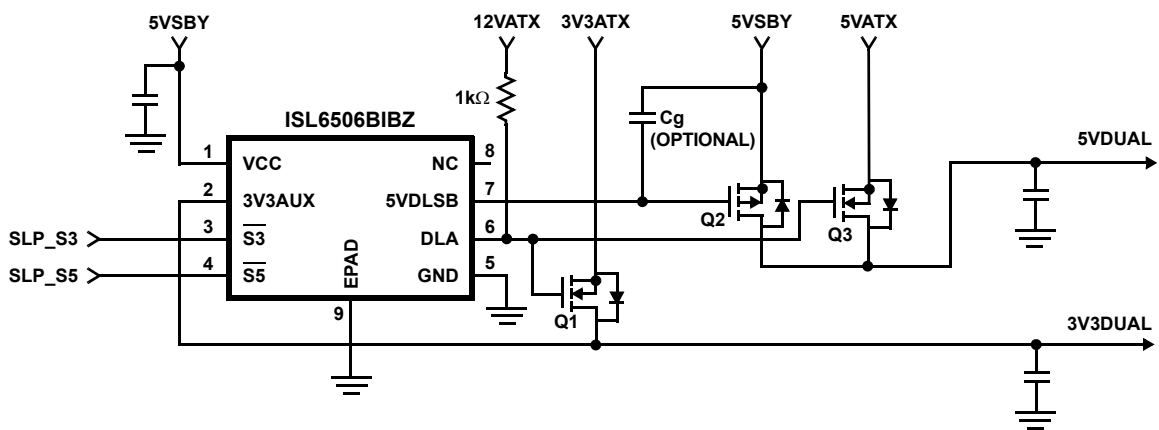 5VSBY
12VATX
3V3ATX
5VSBY
5VATX
1kΩ
Cg
(OPTIONAL)
ISL6506BIBZ
5VDUAL
1
VCC
NC
8
2
3V3AUX
5VDLSB
7
Q2
Q3
SLP_S3
3
S3
DLA
6
SLP_S5
4
S5
EPAD
GND
5
9
Q1
3V3DUAL